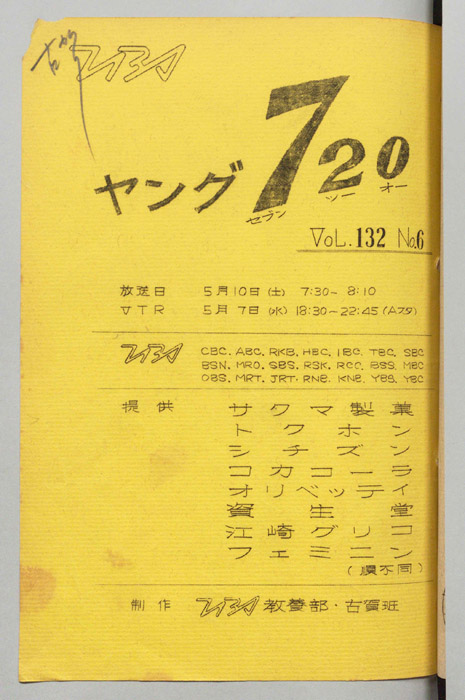 古賀
TBS
ヤング720
セブン ツー オー
VOL. 132 No.6
放送日 5月10日(土) 7:30~8:10
VTR 5月7日(水) 18:30~22:45(Aスタ)
TBS CBC. ABC. RKB. HBC. IBC. TBC. SBC
BSN. MRO. SBS. RSK. RCC. BSS. MBC
OBS. MRT. JRT. RNB. KNB. YBS. YBC
提供 サクマ製菓
トクホン
シチズン
コカコーラ
オリベッティ
資生堂
江崎グリコ
フェミニン
(順不同)
制作 TBS 教養部・古賀班